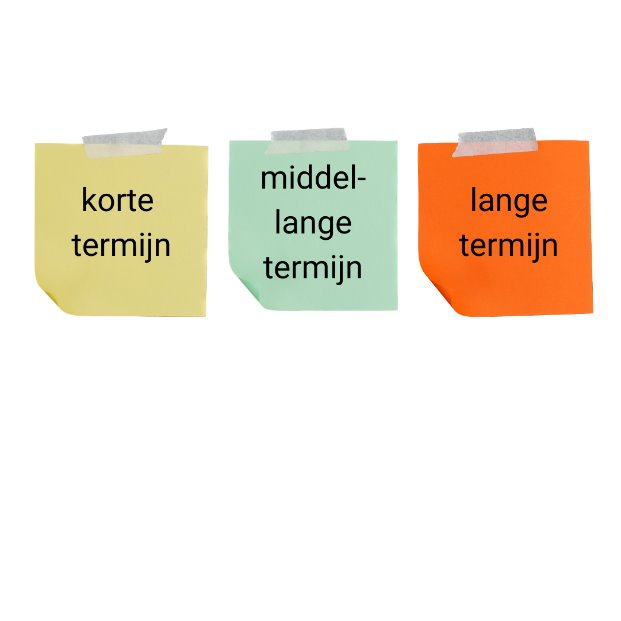 korte
termijn
middel-
lange
termijn
lange
termijn